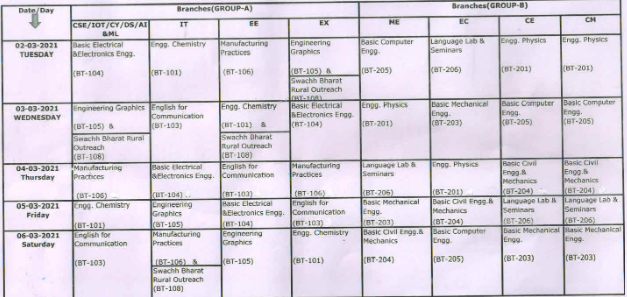 Date/Day
Branches(GROUP-A)
Branches(GROUP-B)
CSE/IOT/CY/DS/AI &ML
IT
EE
EX
ME
EC
CE
CM
02-03-2021 TUESDAY
Basic Electrical &Electronics Engg. (BT-104)
Engg. Chemistry (BT-101)
Manufacturing Practices (BT-106)
Engineering Graphics (BT-105) & Swachh Bharat Rural Outreach (BT-108)
Basic Computer Engg. (BT-205)
Language Lab & Seminars (BT-206)
Engg. Physics (BT-201)
Engg. Physics (BT-201)
03-03-2021 WEDNESDAY
Engineering Graphics (BT-105) & Swachh Bharat Rural Outreach (BT-108)
English for Communication (BT-103)
Engg. Chemistry (BT-101) & Swachh Bharat Rural Outreach (BT-108)
Basic Electrical &Electronics Engg. (BT-104)
Engg. Physics (BT-201)
Basic Mechanical Engg. (BT-203)
Basic Computer Engg. (BT-205)
Basic Computer Engg. (BT-205)
04-03-2021 Thursday
Manufacturing Practices (BT-106)
Basic Electrical &Electronics Engg. (BT-104)
English for Communication (BT-103)
Manufacturing Practices (BT-106)
Language Lab & Seminars (BT-206)
Engg. Physics (BT-201)
Basic Civil Engg.& Mechanics (BT-204)
Basic Civil Engg.& Mechanics (BT-204)
05-03-2021 Friday
Engg. Chemistry (BT-101)
Engineering Graphics (BT-105)
Basic Electrical &Electronics Engg. (BT-104)
English for Communication (BT-103)
Basic Mechanical Engg. (BT-203)
Basic Civil Engg.& Mechanics (BT-204)
Language Lab & Seminars (BT-206)
Language Lab & Seminars (BT-206)
06-03-2021 Saturday
English for Communication (BT-103)
Manufacturing Practices (BT-106) & Swachh Bharat Rural Outreach (BT-108)
Engineering Graphics (BT-105)
Engg. Chemistry (BT-101)
Basic Civil Engg.& Mechanics (BT-204)
Basic Computer Engg. (BT-205)
Basic Mechanical Engg. (BT-203)
Basic Mechanical Engg. (BT-203)